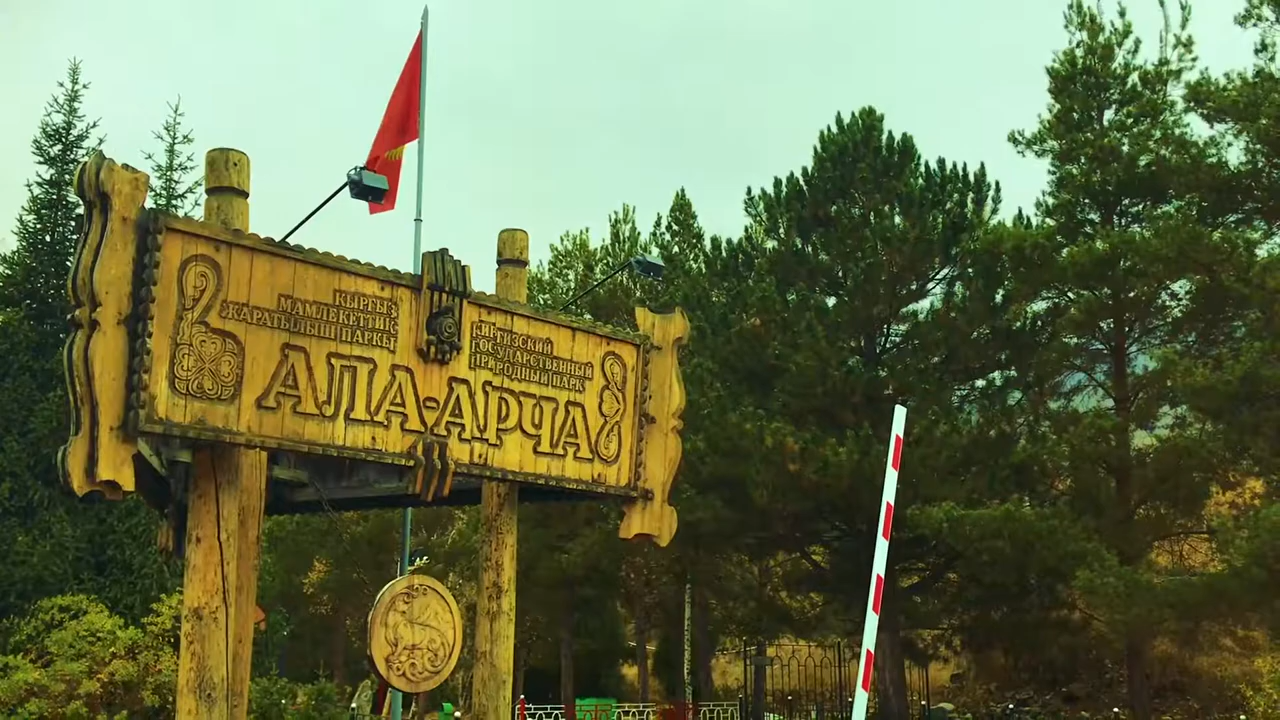 КЫРГЫЗ
МАМЛЕКЕТТИК
ЖАРАТЫЛЫШ ПАРКЫ
КИРГИЗСКИЙ
ГОСУДАРСТВЕННЫЙ
ПРИРОДНЫЙ ПАРК
АЛА-АРЧА